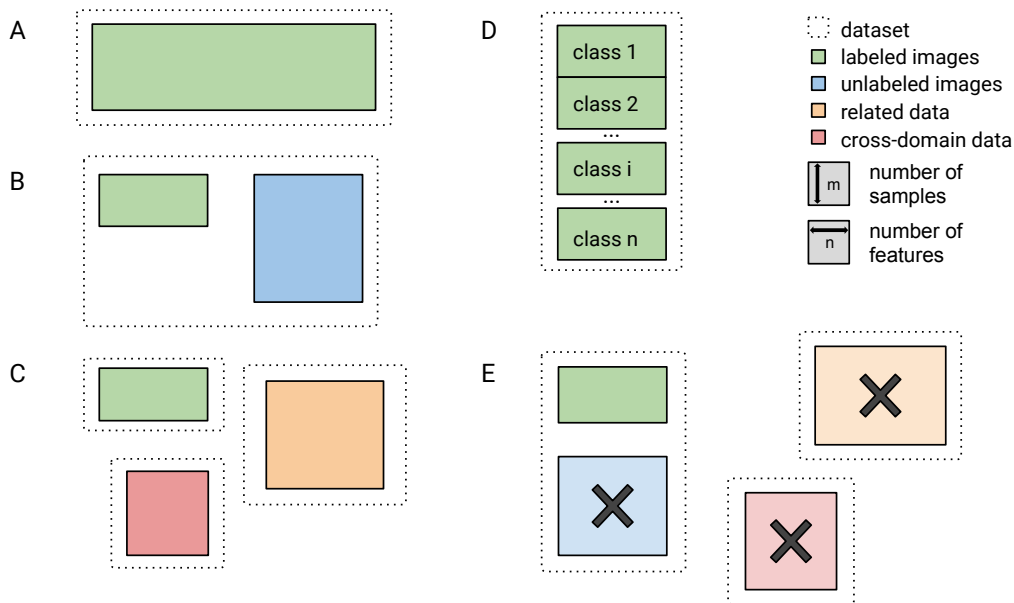 A
B
C
D
class 1
class 2
...
class i
...
class n
E
dataset
labeled images
unlabeled images
related data
cross-domain data
m
number of
samples
n
number of
features